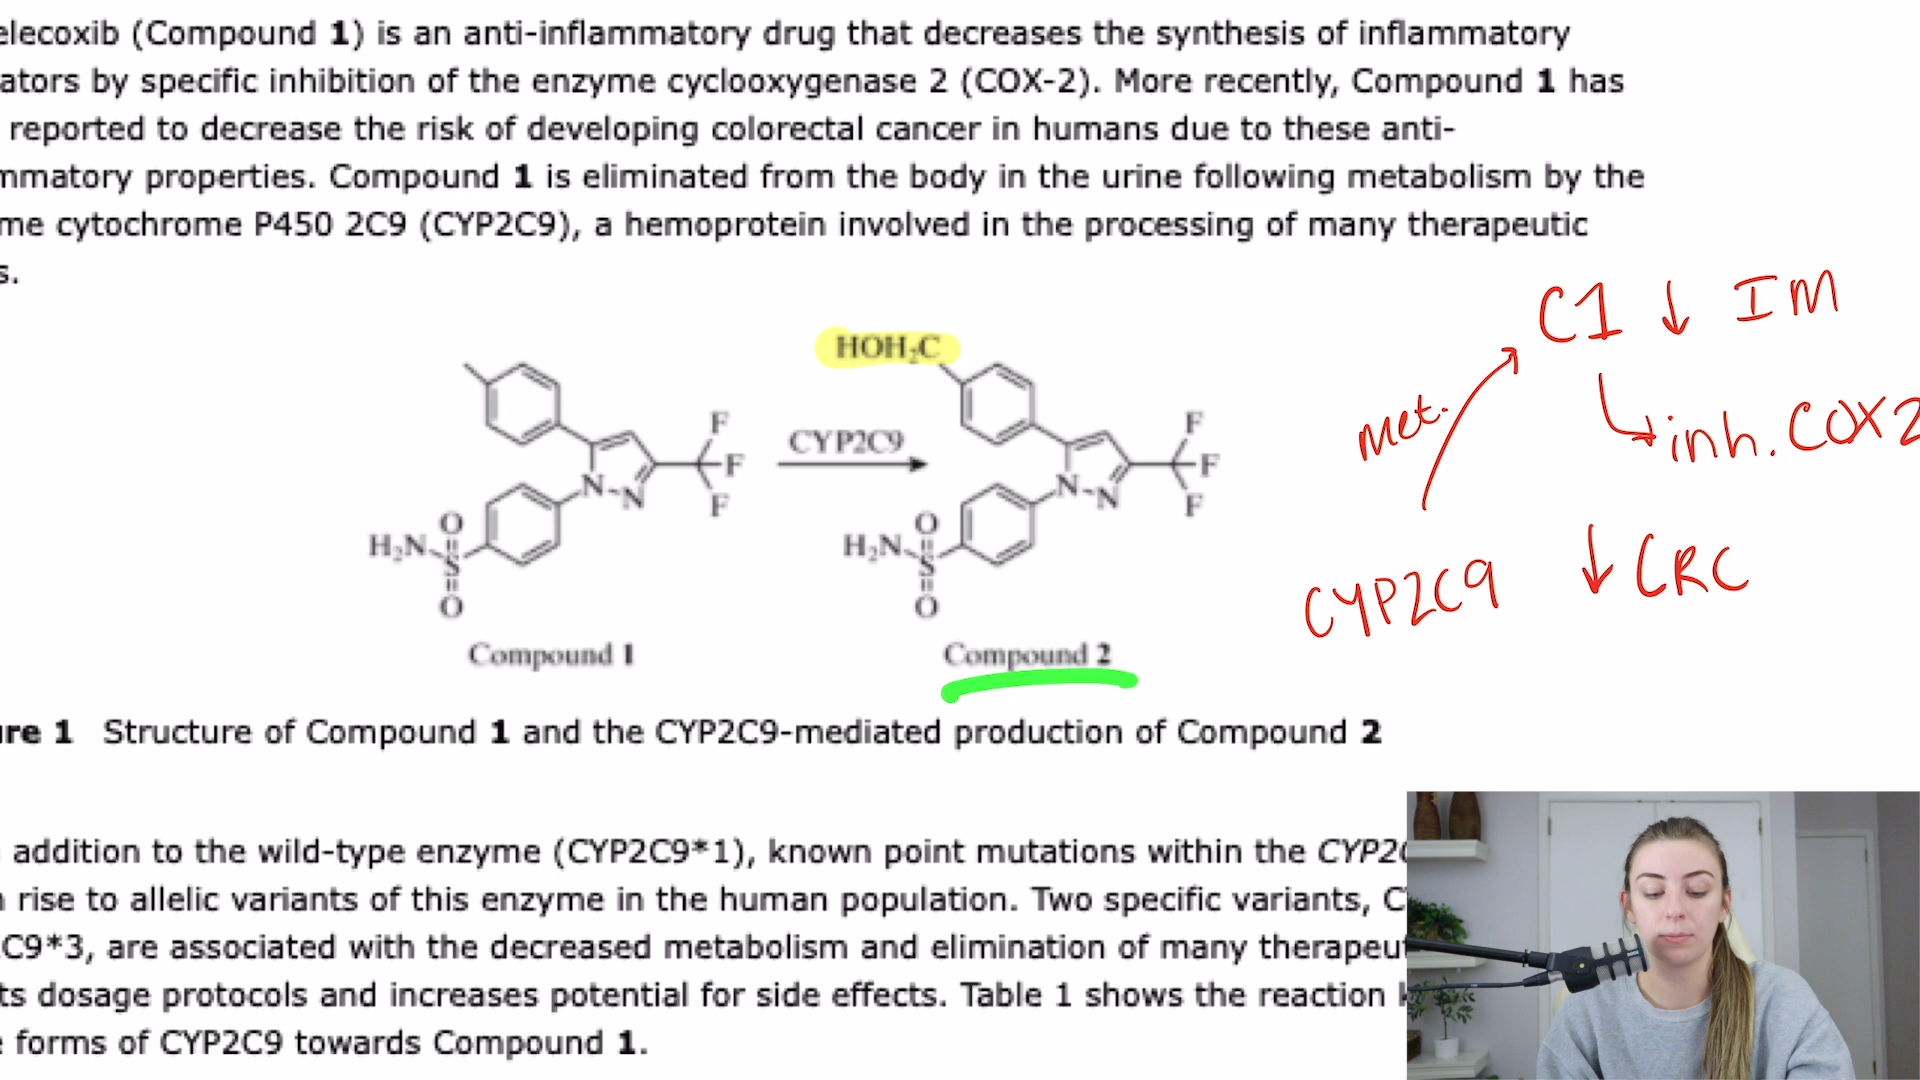 elecoxib (Compound 1) is an anti-inflammatory drug that decreases the synthesis of inflammatory
ators by specific inhibition of the enzyme cyclooxygenase 2 (COX-2). More recently, Compound 1 has
reported to decrease the risk of developing colorectal cancer in humans due to these anti-
mmatory properties. Compound 1 is eliminated from the body in the urine following metabolism by the
me cytochrome P450 2C9 (CYP2C9), a hemoprotein involved in the processing of many therapeutic
s.
C1 ↓ IM
met.
inh. COX2
CYP2C9 ↓ CRC
HOH₂C
F
F
F
N-N
H₂N
O
S
O
Compound 1
CYP2C9
F
F
F
N-N
H₂N
O
S
O
Compound 2
ure 1 Structure of Compound 1 and the CYP2C9-mediated production of Compound 2
addition to the wild-type enzyme (CYP2C9*1), known point mutations within the CYP2C
rise to allelic variants of this enzyme in the human population. Two specific variants, C
C9*3, are associated with the decreased metabolism and elimination of many therapeut
ts dosage protocols and increases potential for side effects. Table 1 shows the reaction k
forms of CYP2C9 towards Compound 1.